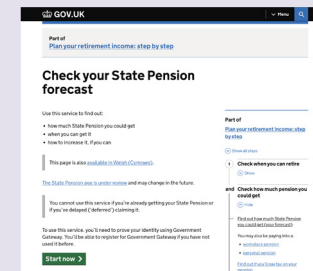 GOV.UK
Menu
Part of
Plan your retirement income: step by step
Check your State Pension
forecast
Use this service to find out:
• how much State Pension you could get
• when you can get it
• how to increase it, if you can
This page is also available in Welsh (Cymraeg).
The State Pension age is under review and may change in the future.
You cannot use this service if you're already getting your State Pension or
if you've delayed ('deferred') claiming it.
To use this service, you'll need to prove your identity using Government
Gateway. You'll be able to register for Government Gateway if you have not
used it before.
Start now
Part of
Plan your retirement income: step
by step
Show all steps
1 Check when you can retire
Show
and Check how much pension you
could get
Hide
Find out how much State Pension
you could get (your forecast)
You may also be paying into a:
• workplace pension
• personal pension
Find out if you'll pay tax on your
pension